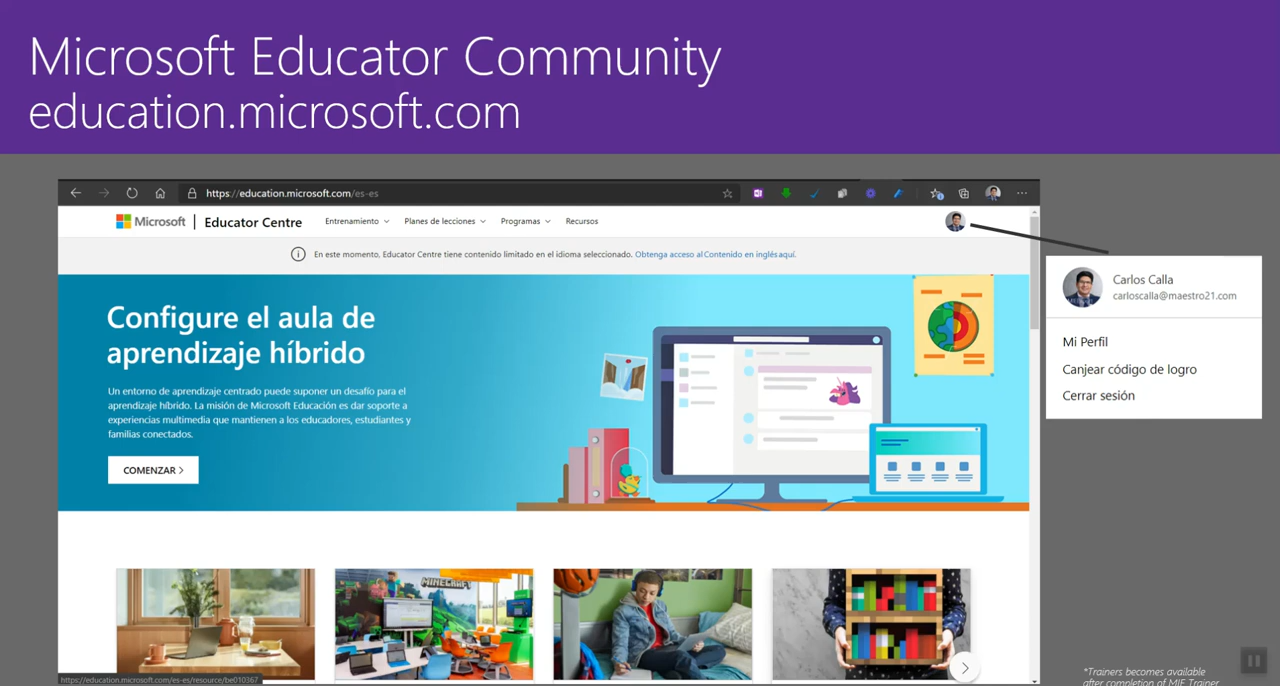 Microsoft Educator Community
education.microsoft.com
https://education.microsoft.com/es-es
Microsoft | Educator Centre Entrenamiento Planes de lecciones Programas Recursos
En este momento, Educator Centre tiene contenido limitado en el idioma seleccionado. Obtenga acceso al Contenido en inglés aquí.
Configure el aula de
aprendizaje híbrido
Un entorno de aprendizaje centrado puede suponer un desafío para el
aprendizaje híbrido. La misión de Microsoft Educación es dar soporte a
experiencias multimedia que mantienen a los educadores, estudiantes y
familias conectados.
COMENZAR
Carlos Calla
carloscalla@maestro21.com
Mi Perfil
Canjear código de logro
Cerrar sesión
MINECRAFT
https://education.microsoft.com/es-es/resource/be010367
*Trainers becomes available
after completion of MIE Trainer